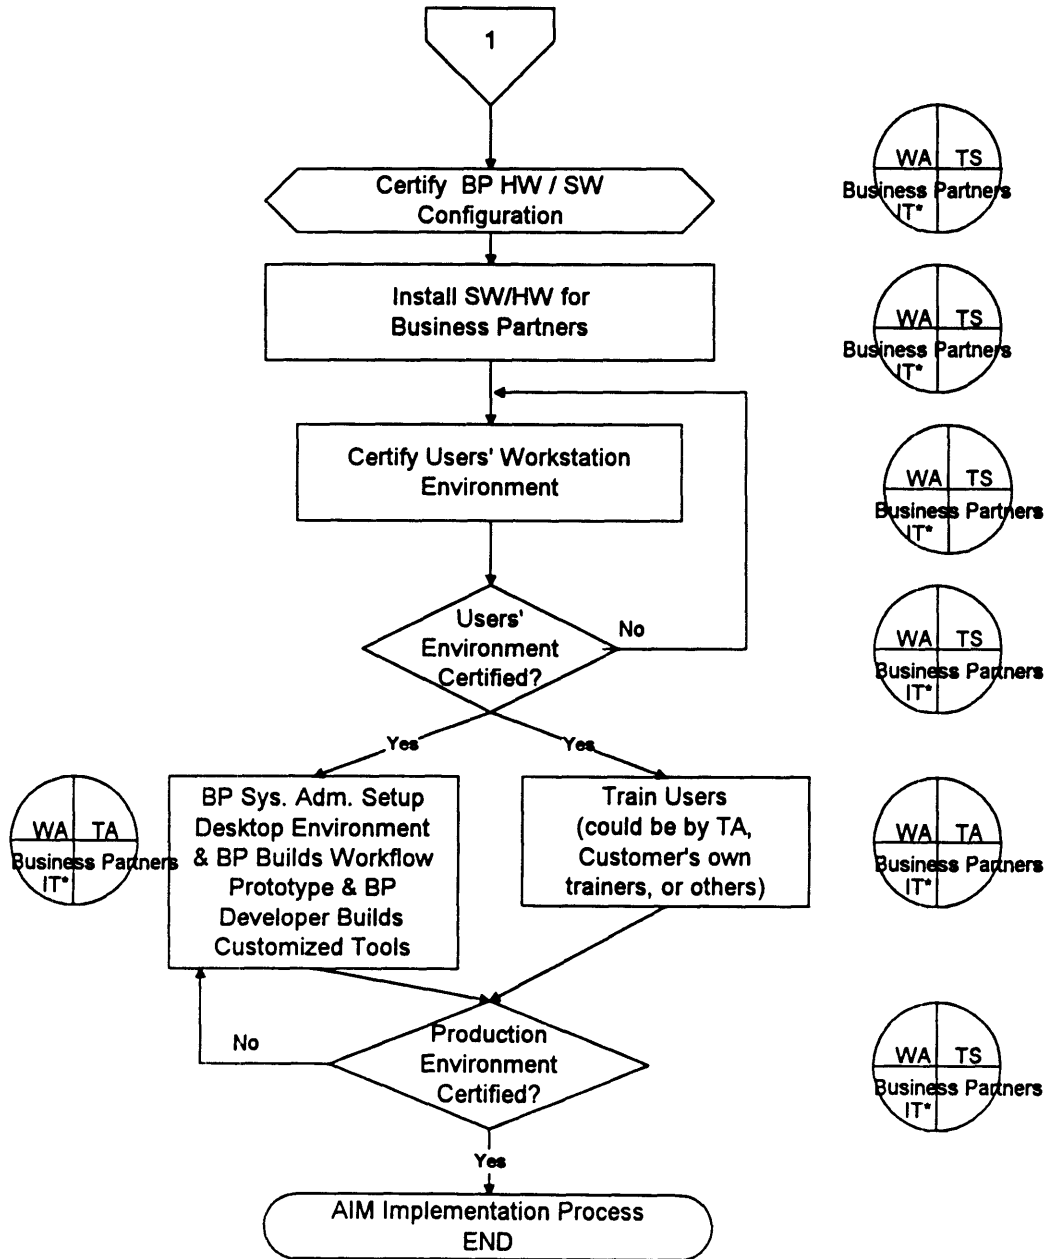 1
Certify BP HW / SW
Configuration
WA TS
Business Partners
IT*
Install SW/HW for
Business Partners
WA TS
Business Partners
IT*
Certify Users' Workstation
Environment
WA TS
Business Partners
IT*
Users'
Environment
Certified?
No
WA TS
Business Partners
IT*
Yes
Yes
WA TA
Business Partners
IT*
BP Sys. Adm. Setup
Desktop Environment
& BP Builds Workflow
Prototype & BP
Developer Builds
Customized Tools
Train Users
(could be by TA,
Customer's own
trainers, or others)
WA TA
Business Partners
IT*
No
Production
Environment
Certified?
WA TS
Business Partners
IT*
Yes
AIM Implementation Process
END